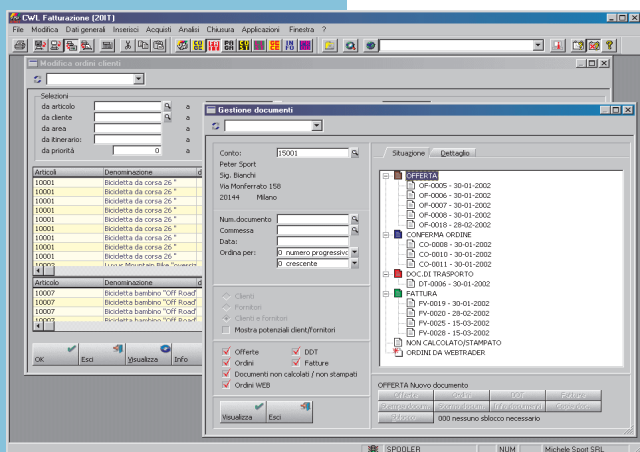 CWL Fatturazione (20IT)
File Modifica Dati generali Inserisci Acquisti Analisi Chiusura Applicazioni Finestra ?
Modifica ordini clienti
Selezioni
da articolo a
da cliente a
da area a
da itinerario: a
da priorità 0 a
Articoli Denominazione
10001 Bicicletta da corsa 26 "
10001 Bicicletta da corsa 26 "
10001 Bicicletta da corsa 26 "
10001 Bicicletta da corsa 26 "
10001 Bicicletta da corsa 26 "
10001 Bicicletta da corsa 26 "
10001 Bicicletta da corsa 26 "
10001 Bicicletta da corsa 26 "
Articolo Denominazione
10007 Bicicletta bambino "Off Road"
10007 Bicicletta bambino "Off Road"
10007 Bicicletta bambino "Off Road"
10007 Bicicletta bambino "Off Road"
OK Esci Visualizza Info
Gestione documenti
Conto: 15001
Peter Sport
Sig. Bianchi
Via Monferrato 158
20144 Milano
Num.documento
Commessa
Data:
Ordina per: 0 numero progressivo
0 crescente
Clienti
Fornitori
Clienti e fornitori
Mostra potenziali client/fornitori
Offerte DDT
Ordini Fatture
Documenti non calcolati / non stampati
Ordini WEB
Visualizza Esci
Situazione Dettaglio
OFFERTA
OF-0005 - 30-01-2002
OF-0006 - 30-01-2002
OF-0007 - 30-01-2002
OF-0008 - 30-01-2002
OF-0018 - 28-02-2002
CONFERMA ORDINE
CO-0008 - 30-01-2002
CO-0010 - 30-01-2002
CO-0011 - 30-01-2002
DOC.DI TRASPORTO
DT-0006 - 30-01-2002
FATTURA
FV-0019 - 30-01-2002
FV-0020 - 28-02-2002
FV-0025 - 15-03-2002
FV-0028 - 15-03-2002
NON CALCOLATO/STAMPATO
ORDINI DA WEBTRADER
OFFERTA Nuovo documento
Offerte Ordini DDT Fatture
Sblocco 000 nessuno sblocco necessario
SPOOLER NUM Michele Sport SRL